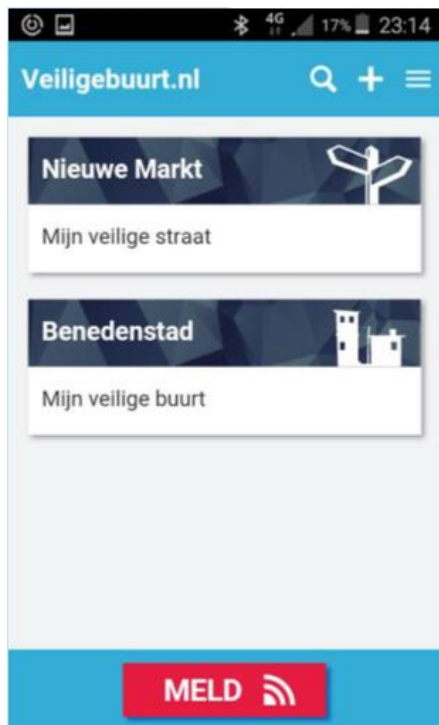 4G 17% 23:14
Veiligebuurt.nl
Nieuwe Markt
Mijn veilige straat
Benedenstad
Mijn veilige buurt
MELD